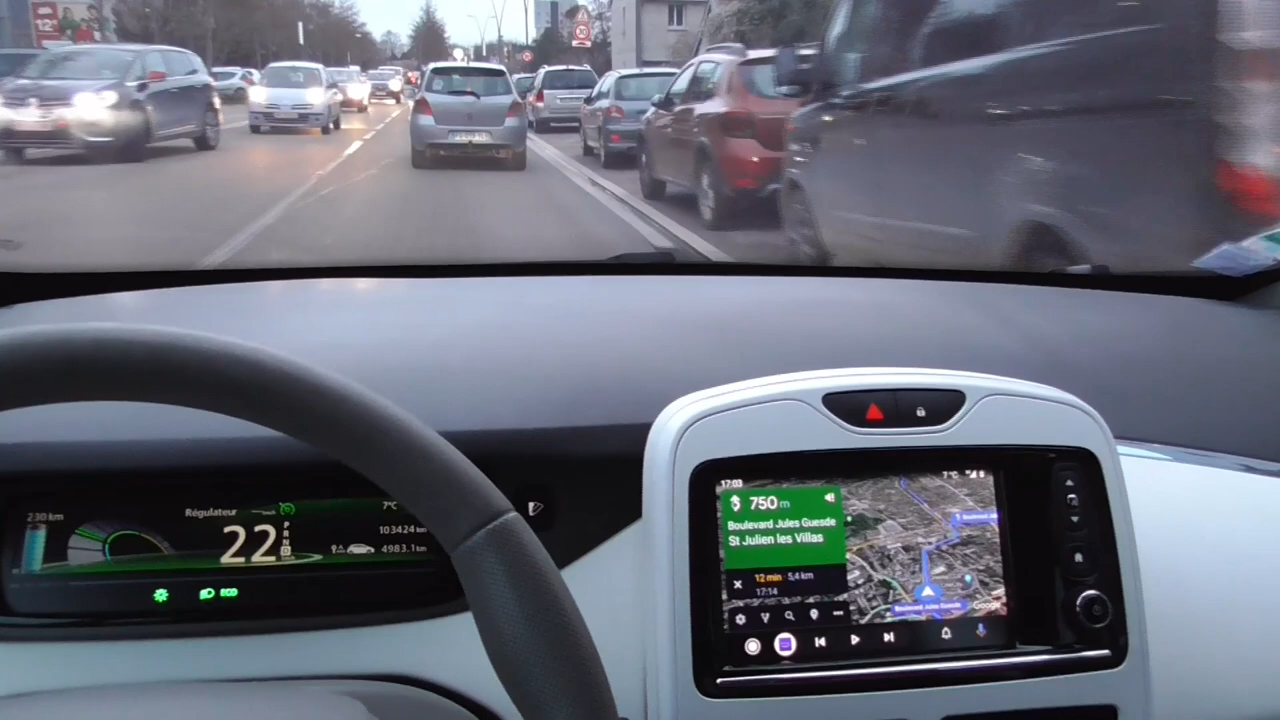 12€
30
230 km
Régulateur
22
P
R
N
D
103424 km
4983.1 km
ECO
17:03
7°C
750 m
Boulevard Jules Guesde
St Julien les Villas
12 min · 5,4 km
17:14
Boulevard Jules Guesde
Google